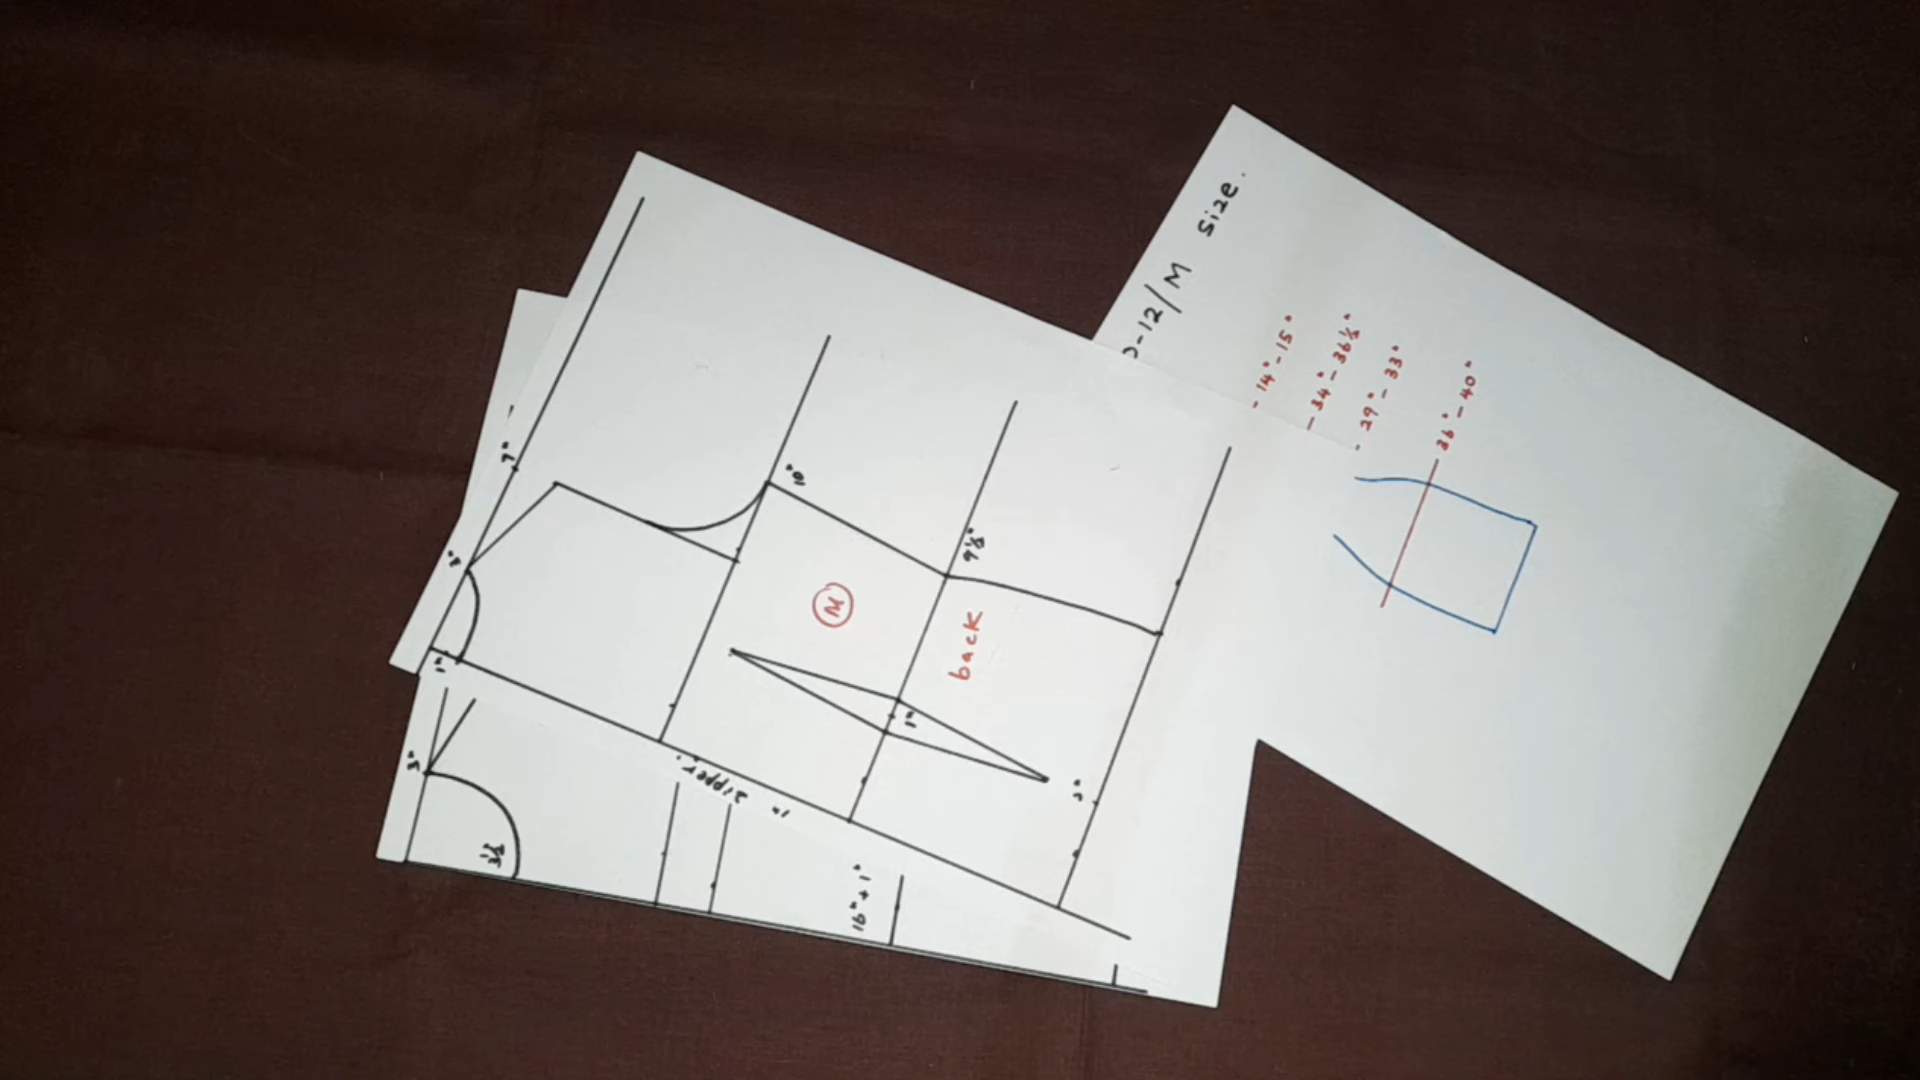 -12/M size.
- 14" - 15"
- 34" - 36½"
- 29" - 33"
36" - 40"
7"
3"
1"
10"
9½"
M
back
1"
1" zipper.
3"
3½
16"+1"